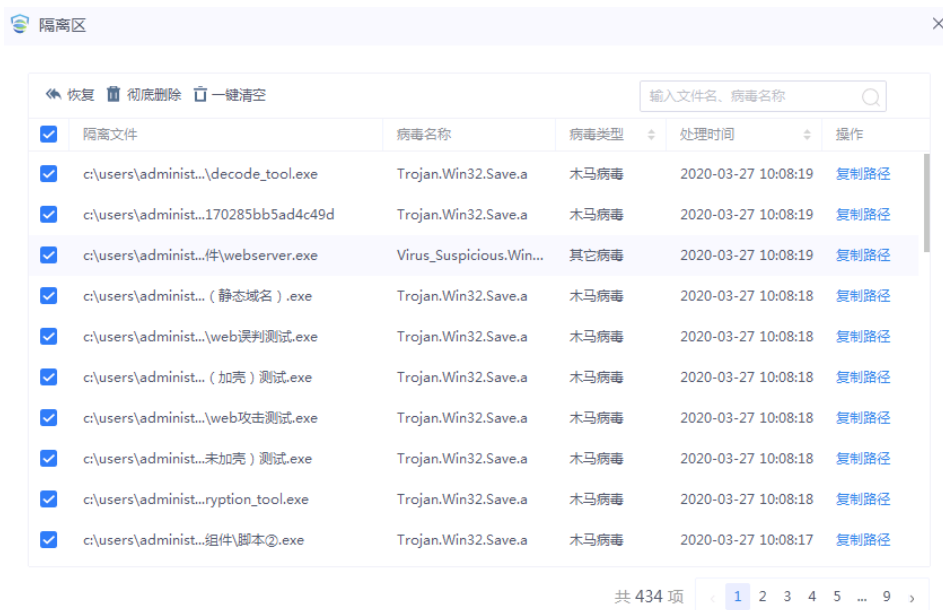 隔离区
恢复 彻底删除 一键清空 输入文件名、病毒名称
隔离文件 病毒名称 病毒类型 处理时间 操作
c:\users\administ...\decode_tool.exe Trojan.Win32.Save.a 木马病毒 2020-03-27 10:08:19 复制路径
c:\users\administ...170285bb5ad4c49d Trojan.Win32.Save.a 木马病毒 2020-03-27 10:08:19 复制路径
c:\users\administ...件\webserver.exe Virus_Suspicious.Win... 其它病毒 2020-03-27 10:08:19 复制路径
c:\users\administ...（静态域名）.exe Trojan.Win32.Save.a 木马病毒 2020-03-27 10:08:18 复制路径
c:\users\administ...\web误判测试.exe Trojan.Win32.Save.a 木马病毒 2020-03-27 10:08:18 复制路径
c:\users\administ...（加壳）测试.exe Trojan.Win32.Save.a 木马病毒 2020-03-27 10:08:18 复制路径
c:\users\administ...\web攻击测试.exe Trojan.Win32.Save.a 木马病毒 2020-03-27 10:08:18 复制路径
c:\users\administ...未加壳）测试.exe Trojan.Win32.Save.a 木马病毒 2020-03-27 10:08:18 复制路径
c:\users\administ...ryption_tool.exe Trojan.Win32.Save.a 木马病毒 2020-03-27 10:08:18 复制路径
c:\users\administ...组件\脚本②.exe Trojan.Win32.Save.a 木马病毒 2020-03-27 10:08:17 复制路径
共 434 项 1 2 3 4 5 ... 9